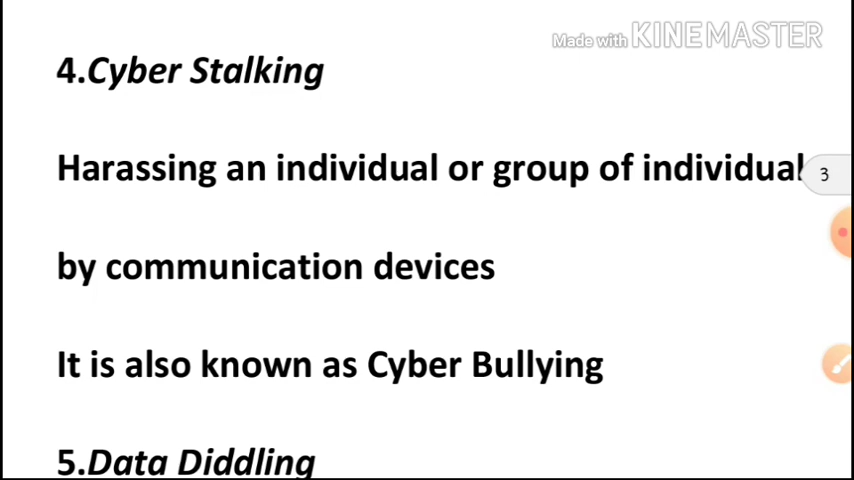 Made with KINEMASTER
4.Cyber Stalking
Harassing an individual or group of individual
3
by communication devices
It is also known as Cyber Bullying
5.Data Diddling